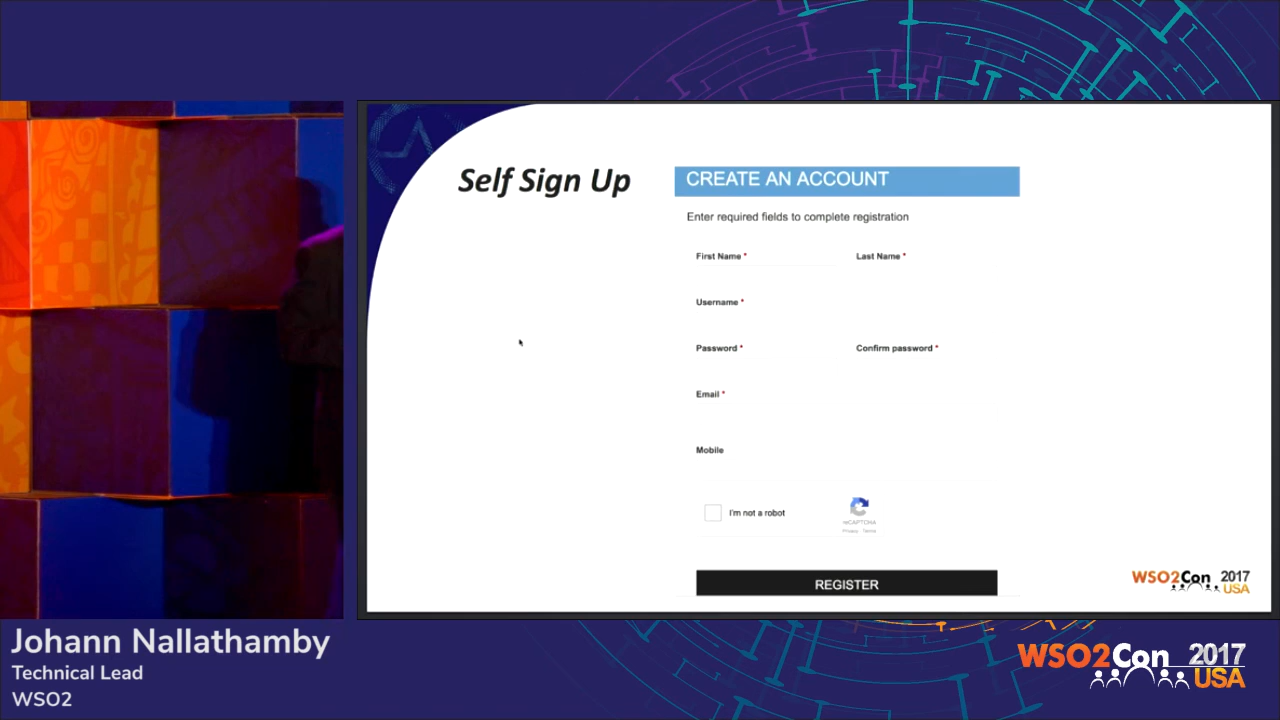 Self Sign Up
CREATE AN ACCOUNT
Enter required fields to complete registration
First Name * Last Name *
Username *
Password * Confirm password *
Email *
Mobile
I'm not a robot
reCAPTCHA
Privacy - Terms
REGISTER
WSO2Con 2017
USA
Johann Nallathamby
Technical Lead
WSO2
WSO2Con 2017
USA